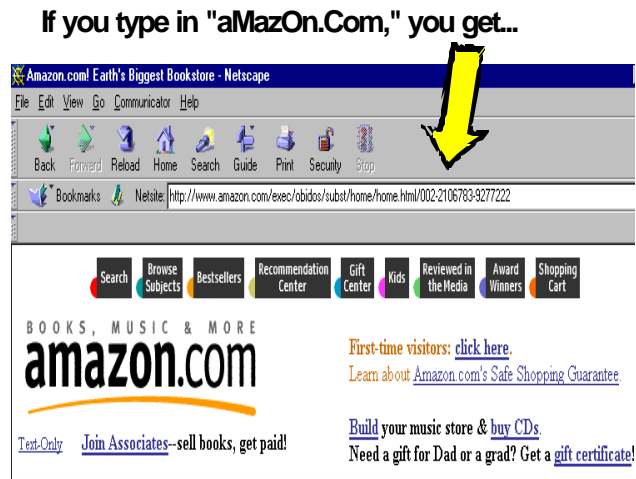 If you type in "aMazOn.Com," you get...
Amazon.com! Earth's Biggest Bookstore - Netscape
File Edit View Go Communicator Help
Back Forward Reload Home Search Guide Print Security Stop
Bookmarks Netsite: http://www.amazon.com/exec/obidos/subst/home/home.html/002-2106783-9277222
Search Browse Subjects Bestsellers Recommendation Center Gift Center Kids Reviewed in the Media Award Winners Shopping Cart
BOOKS, MUSIC & MORE
amazon.com
First-time visitors: click here.
Learn about Amazon.com's Safe Shopping Guarantee.
Text-Only Join Associates--sell books, get paid!
Build your music store & buy CDs.
Need a gift for Dad or a grad? Get a gift certificate!